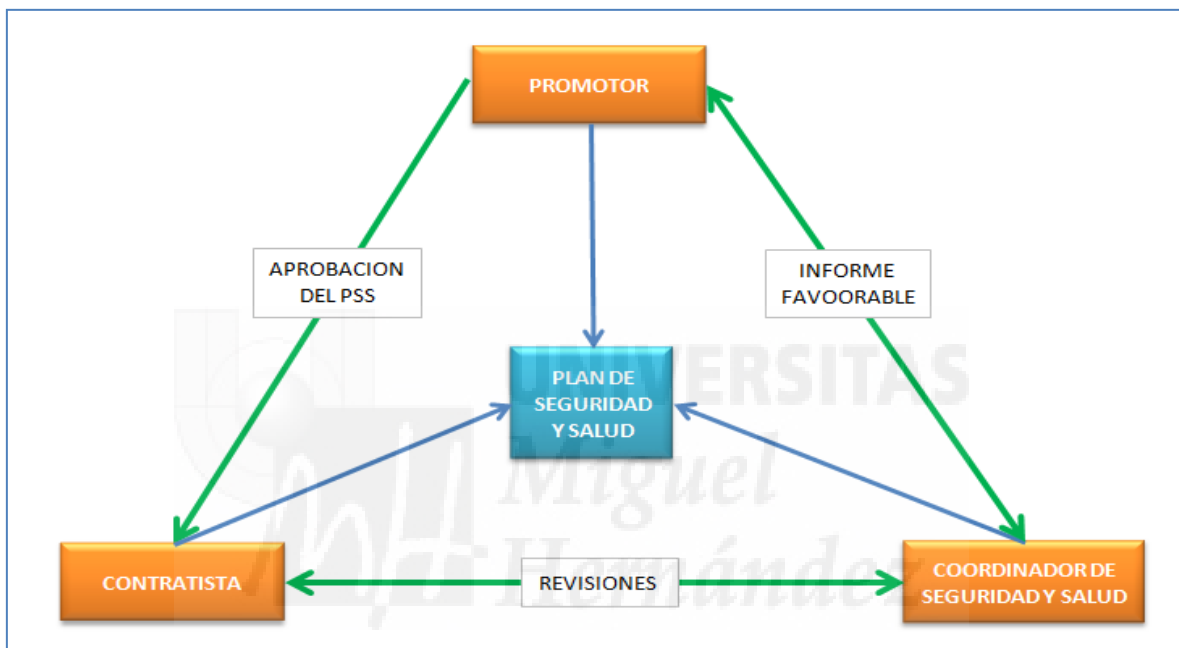 PROMOTOR
APROBACION
DEL PSS
INFORME
FAVOORABLE
PLAN DE
SEGURIDAD
Y SALUD
UNIVERSITAS
Miguel
Hernández
CONTRATISTA
REVISIONES
COORDINADOR DE
SEGURIDAD Y SALUD